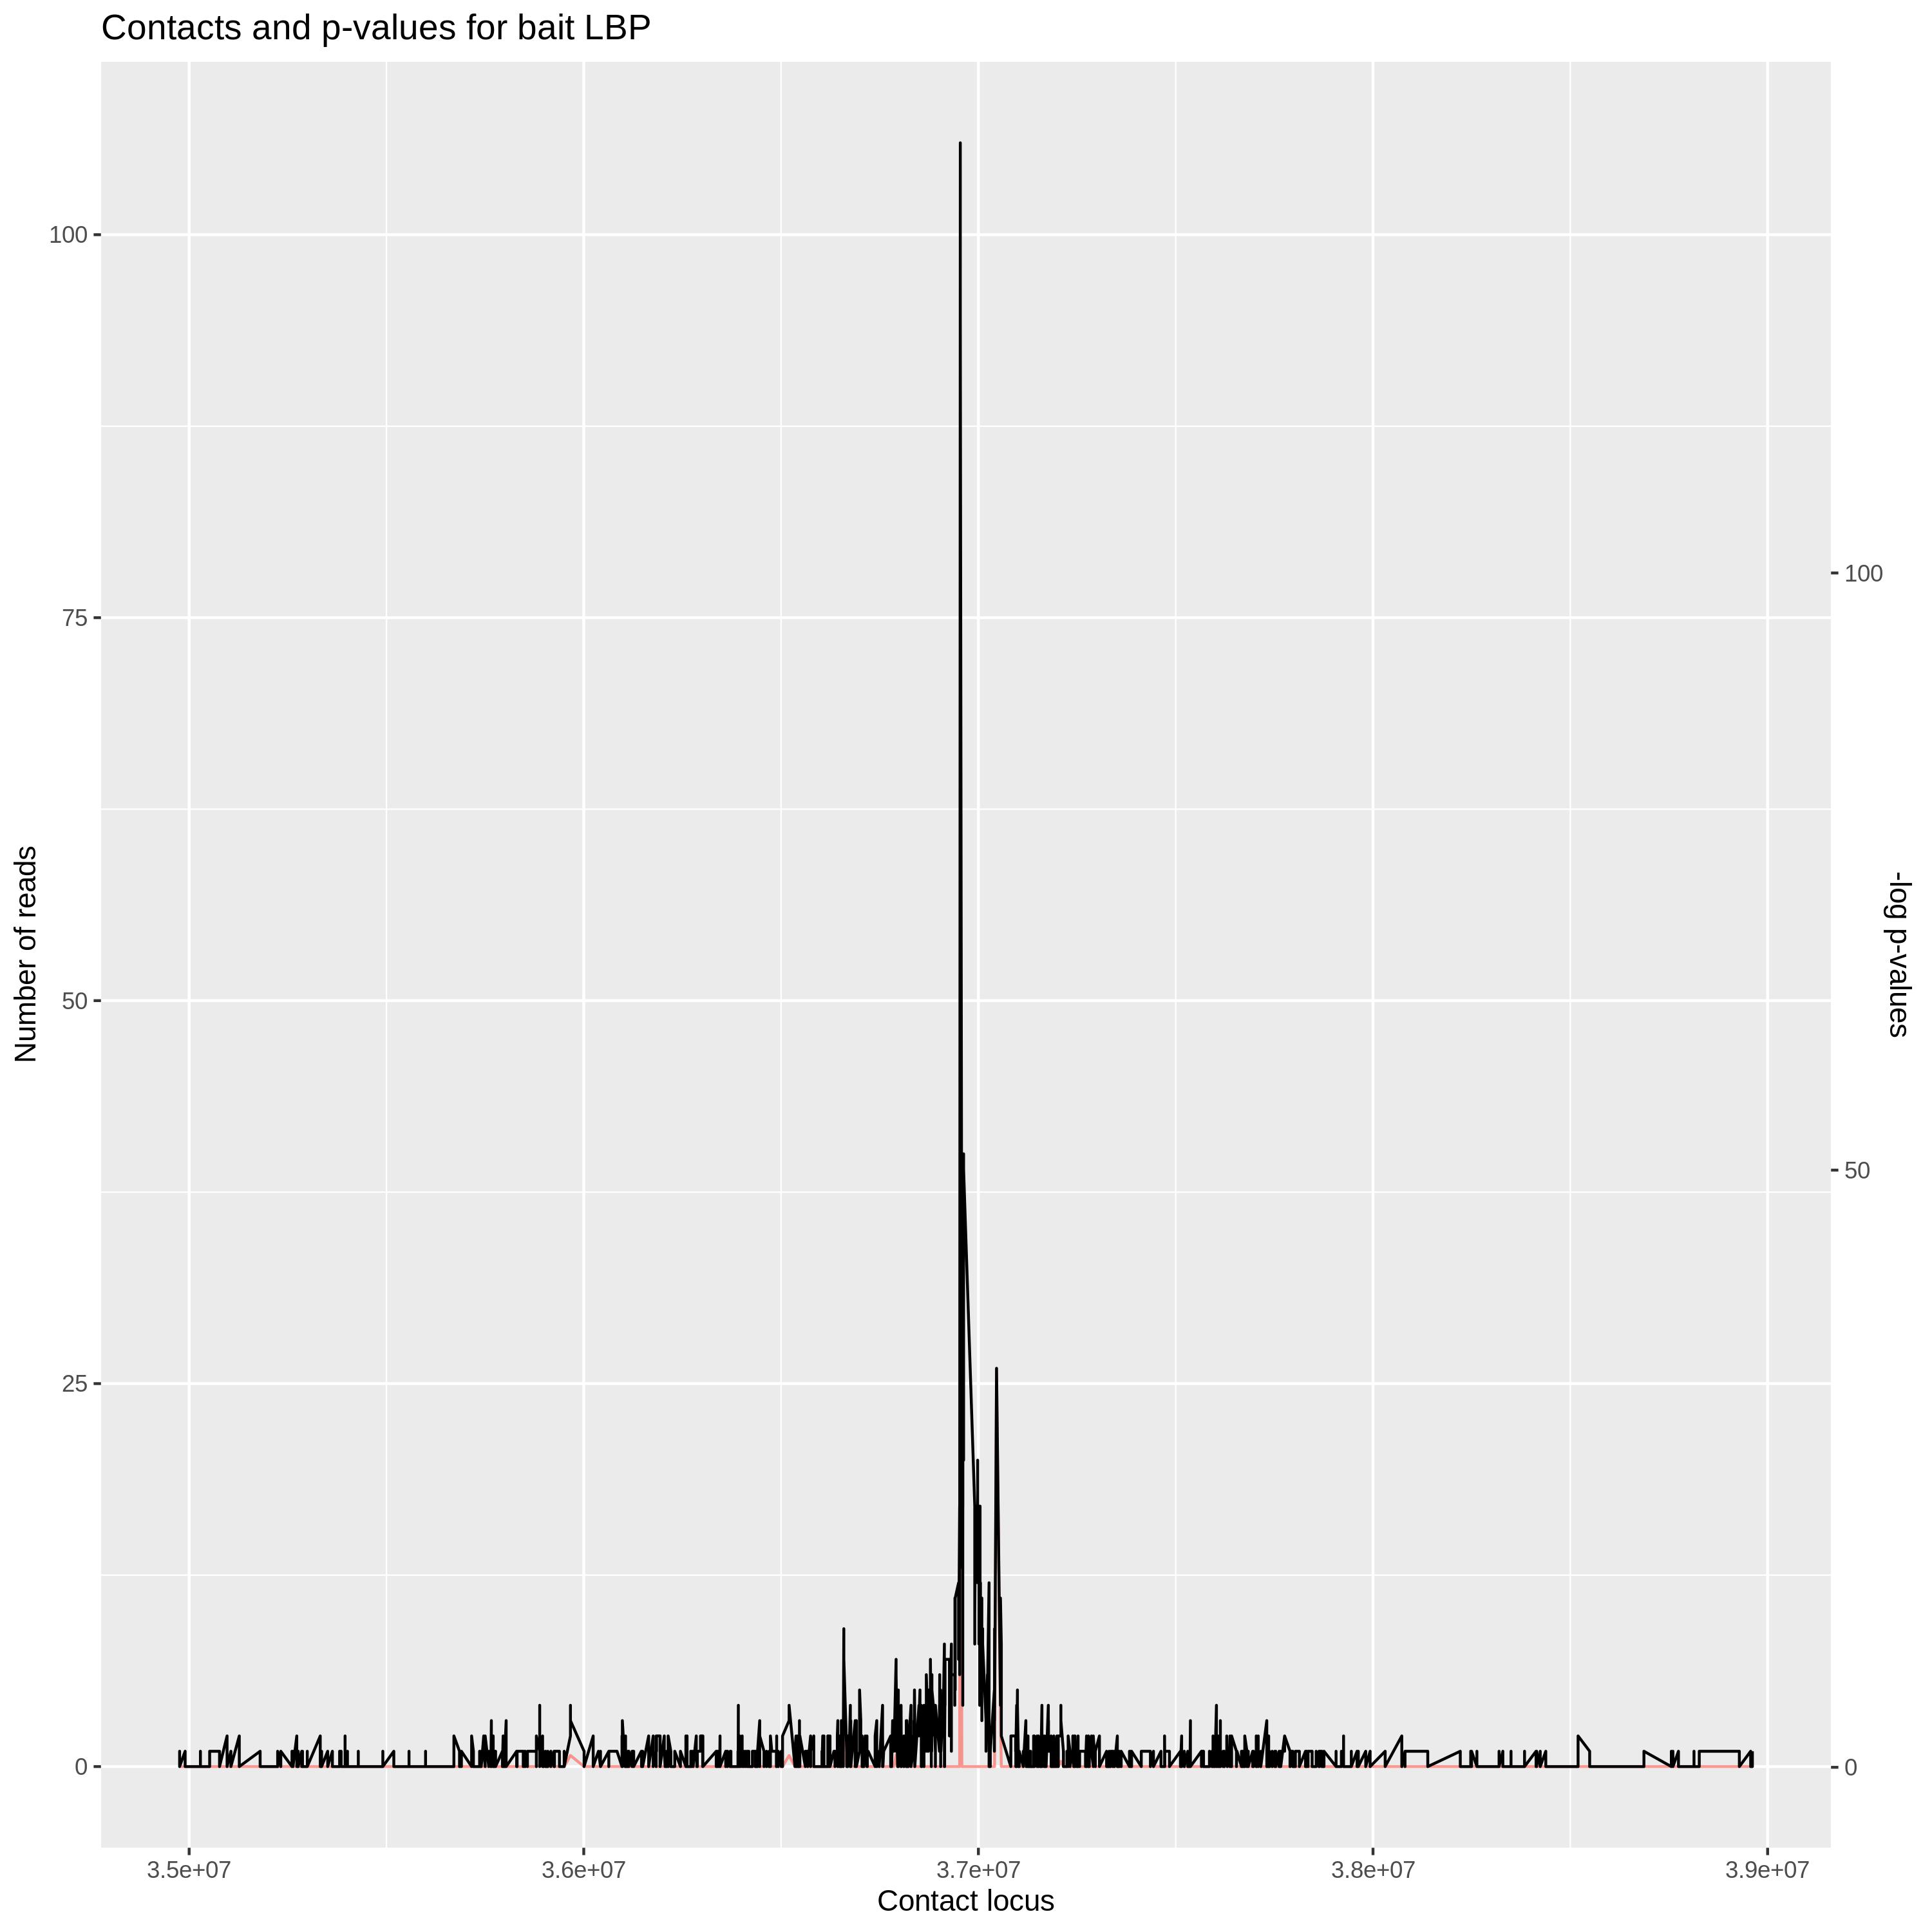 Contacts and p-values for bait LBP
100
75
50
25
0
Number of reads
100
50
0
-log p-values
3.5e+07
3.6e+07
3.7e+07
3.8e+07
3.9e+07
Contact locus